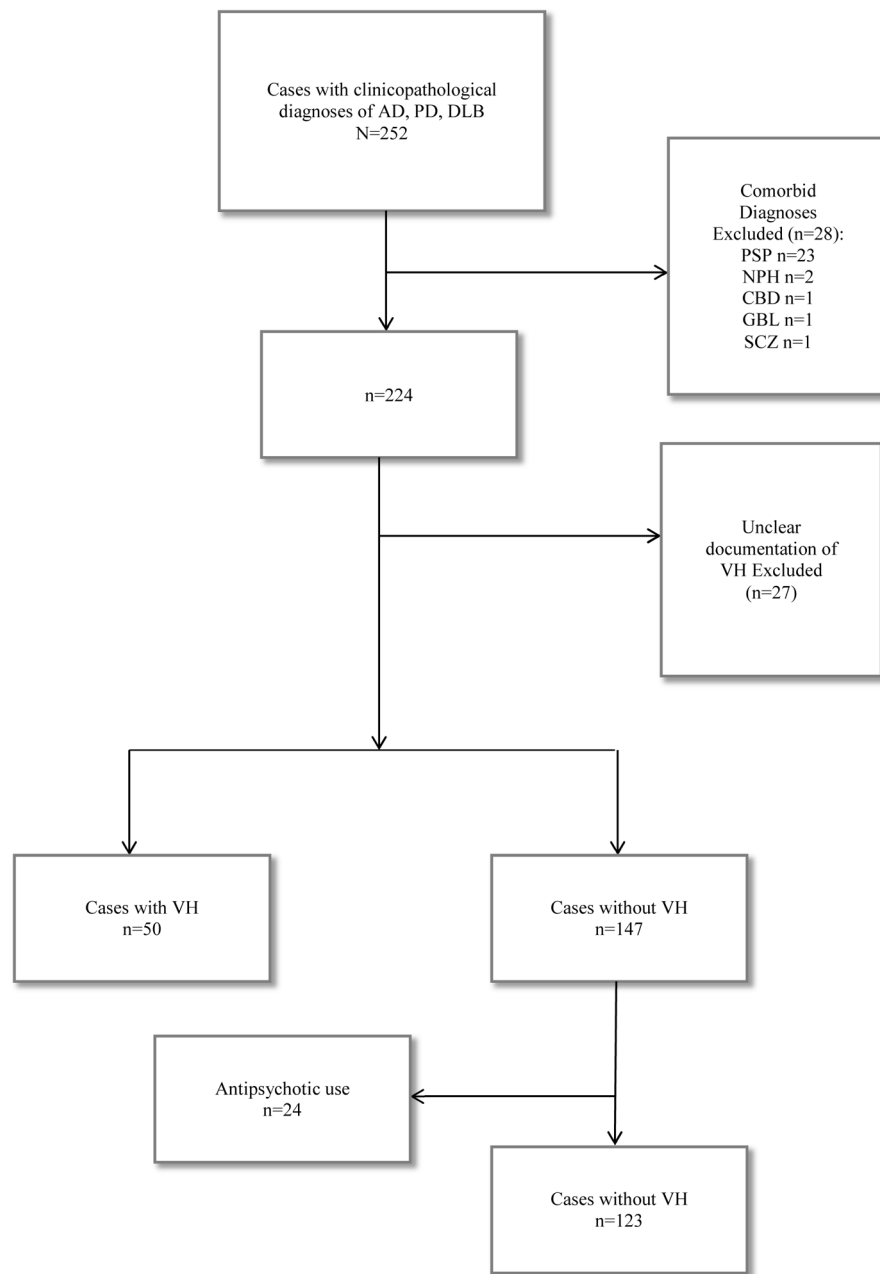 Cases with clinicopathological
diagnoses of AD, PD, DLB
N=252
Comorbid
Diagnoses
Excluded (n=28):
PSP n=23
NPH n=2
CBD n=1
GBL n=1
SCZ n=1
n=224
Unclear
documentation of
VH Excluded
(n=27)
Cases with VH
n=50
Cases without VH
n=147
Antipsychotic use
n=24
Cases without VH
n=123